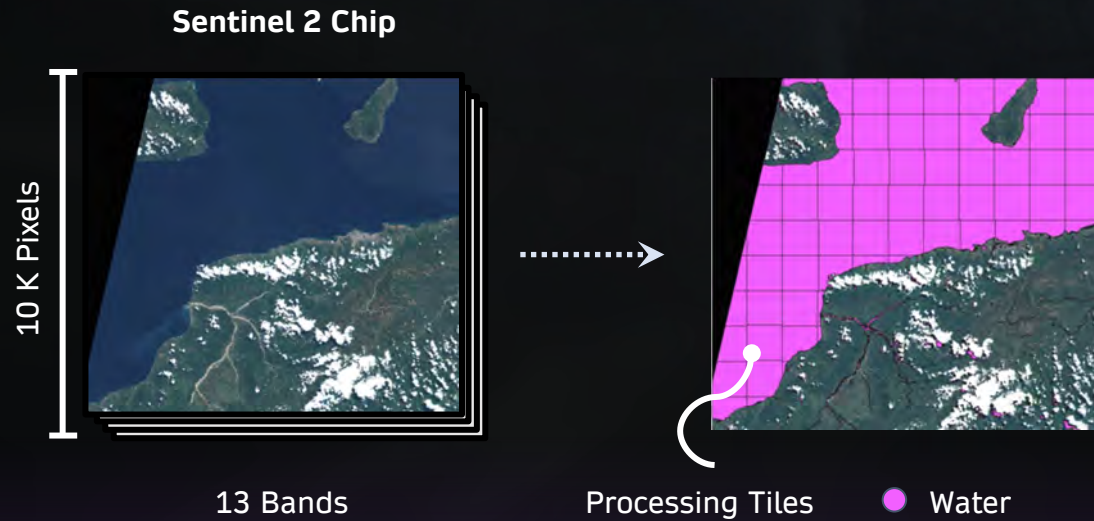 Sentinel 2 Chip
10 K Pixels
13 Bands
Processing Tiles
Water